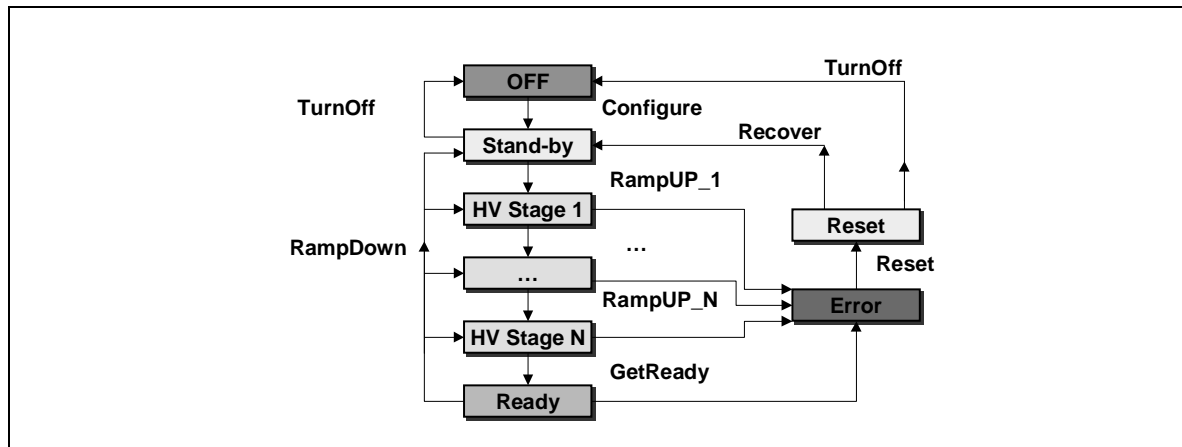 OFF
TurnOff
TurnOff
Configure
Recover
Stand-by
RampUP_1
HV Stage 1
Reset
RampDown
...
Reset
...
RampUP_N
Error
HV Stage N
GetReady
Ready